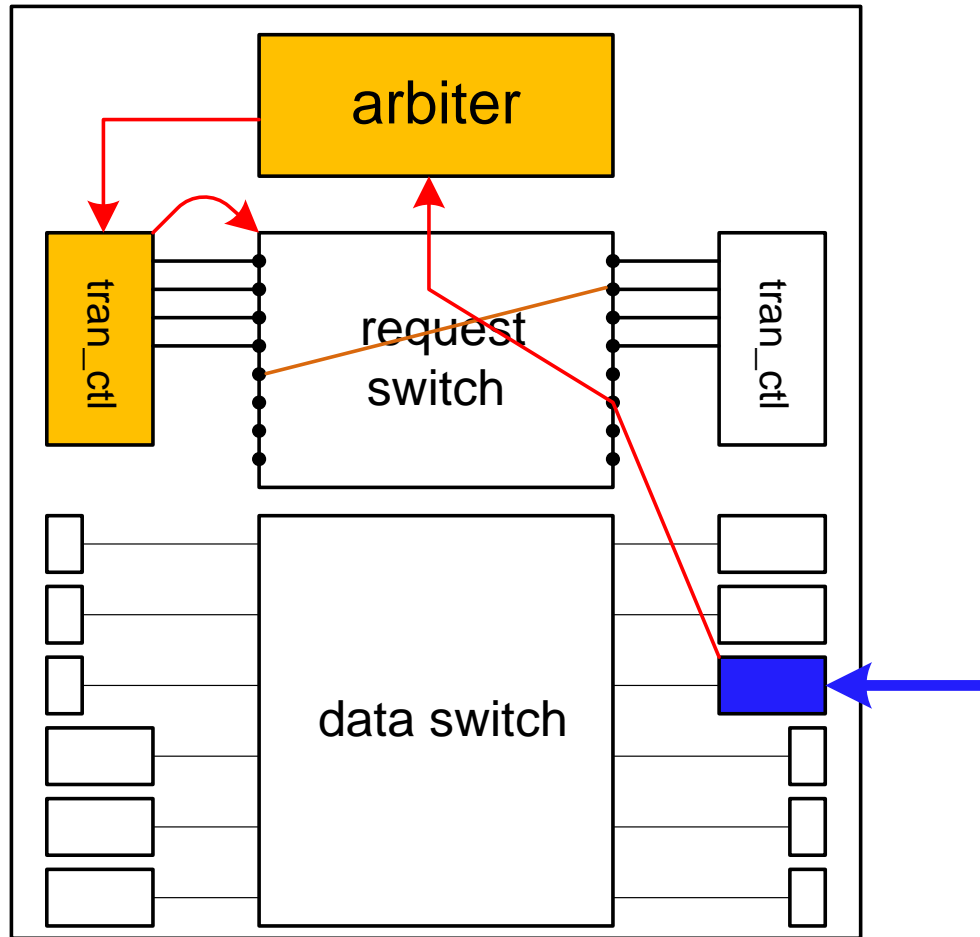 arbiter
tran_ctl
request
switch
tran_ctl
data switch